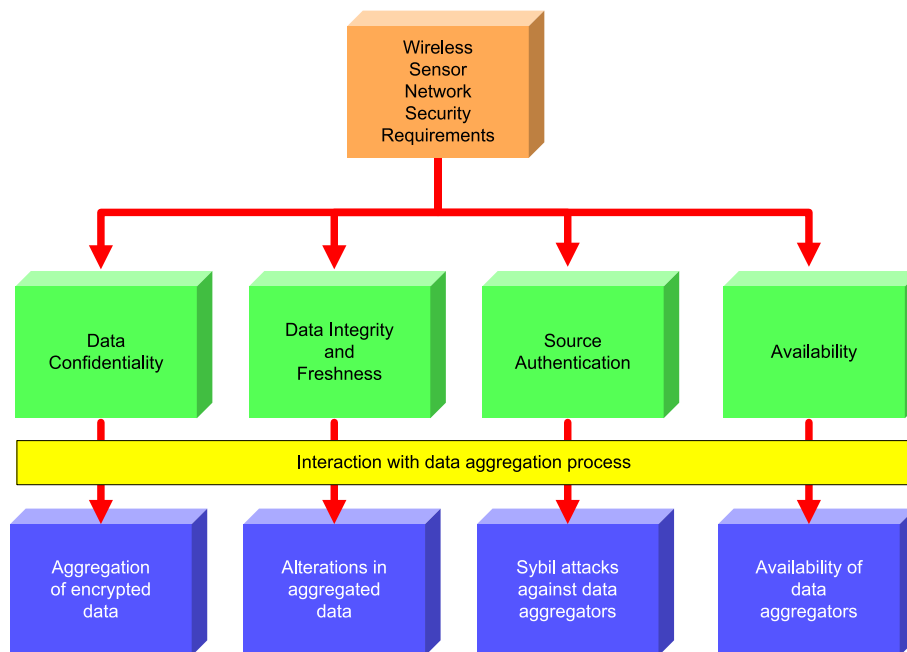 Wireless
Sensor
Network
Security
Requirements
Data
Confidentiality
Data Integrity
and
Freshness
Source
Authentication
Availability
Interaction with data aggregation process
Aggregation
of encrypted
data
Alterations in
aggregated
data
Sybil attacks
against data
aggregators
Availability of
data
aggregators